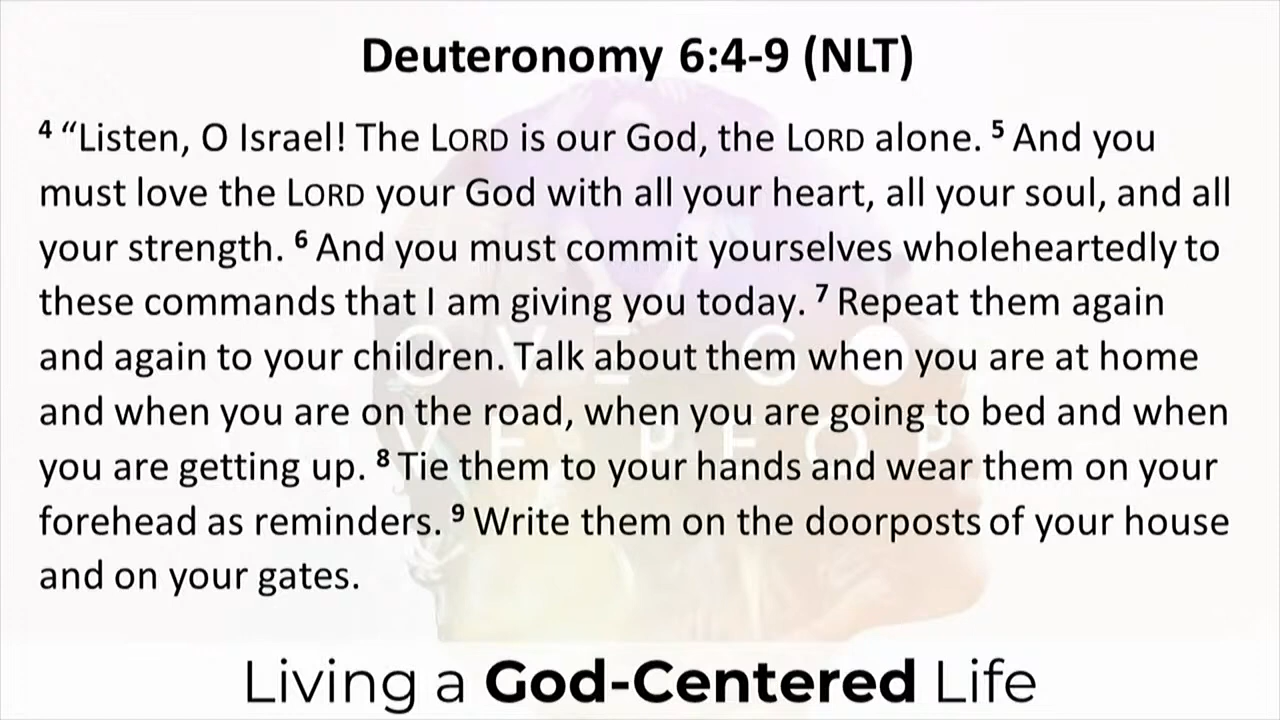 Deuteronomy 6:4-9 (NLT)
4 “Listen, O Israel! The LORD is our God, the LORD alone. 5 And you
must love the LORD your God with all your heart, all your soul, and all
your strength. 6 And you must commit yourselves wholeheartedly to
these commands that I am giving you today. 7 Repeat them again
and again to your children. Talk about them when you are at home
and when you are on the road, when you are going to bed and when
you are getting up. 8 Tie them to your hands and wear them on your
forehead as reminders. 9 Write them on the doorposts of your house
and on your gates.
Living a God-Centered Life